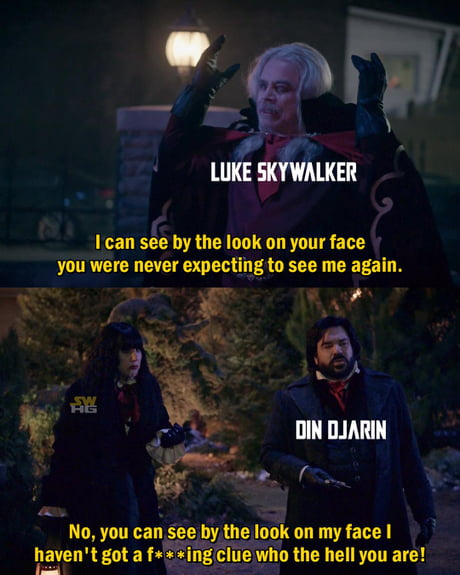 LUKE SKYWALKER
I can see by the look on your face
you were never expecting to see me again.
SW
HG
DIN DJARIN
No, you can see by the look on my face I
haven't got a f***ing clue who the hell you are!